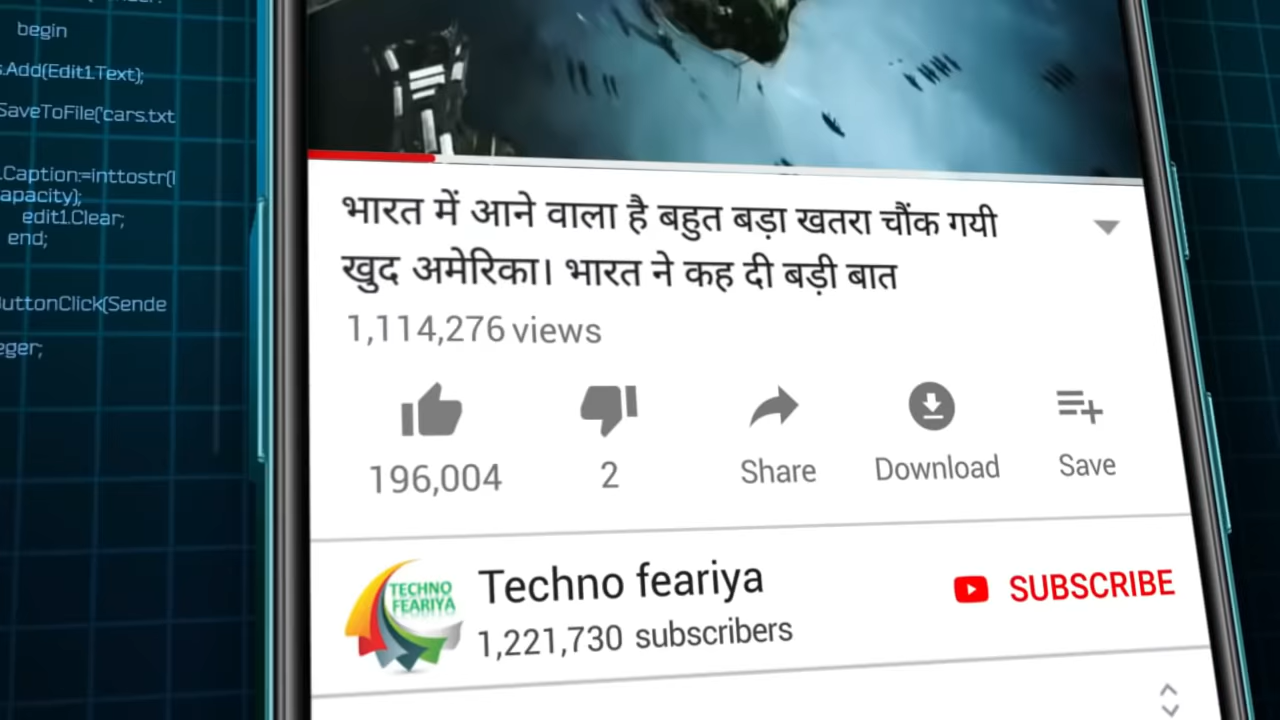 begin
.Add(Edit1.Text);
SaveToFile('cars.txt
.Caption:=inttostr(
apacity);
edit1.Clear;
end;
uttonClick(Sende
eger;
भारत में आने वाला है बहुत बड़ा खतरा चौंक गयी
खुद अमेरिका। भारत ने कह दी बड़ी बात
1,114,276 views
196,004
2
Share
Download
Save
TECHNO
FEARIYA
Techno feariya
1,221,730 subscribers
SUBSCRIBE